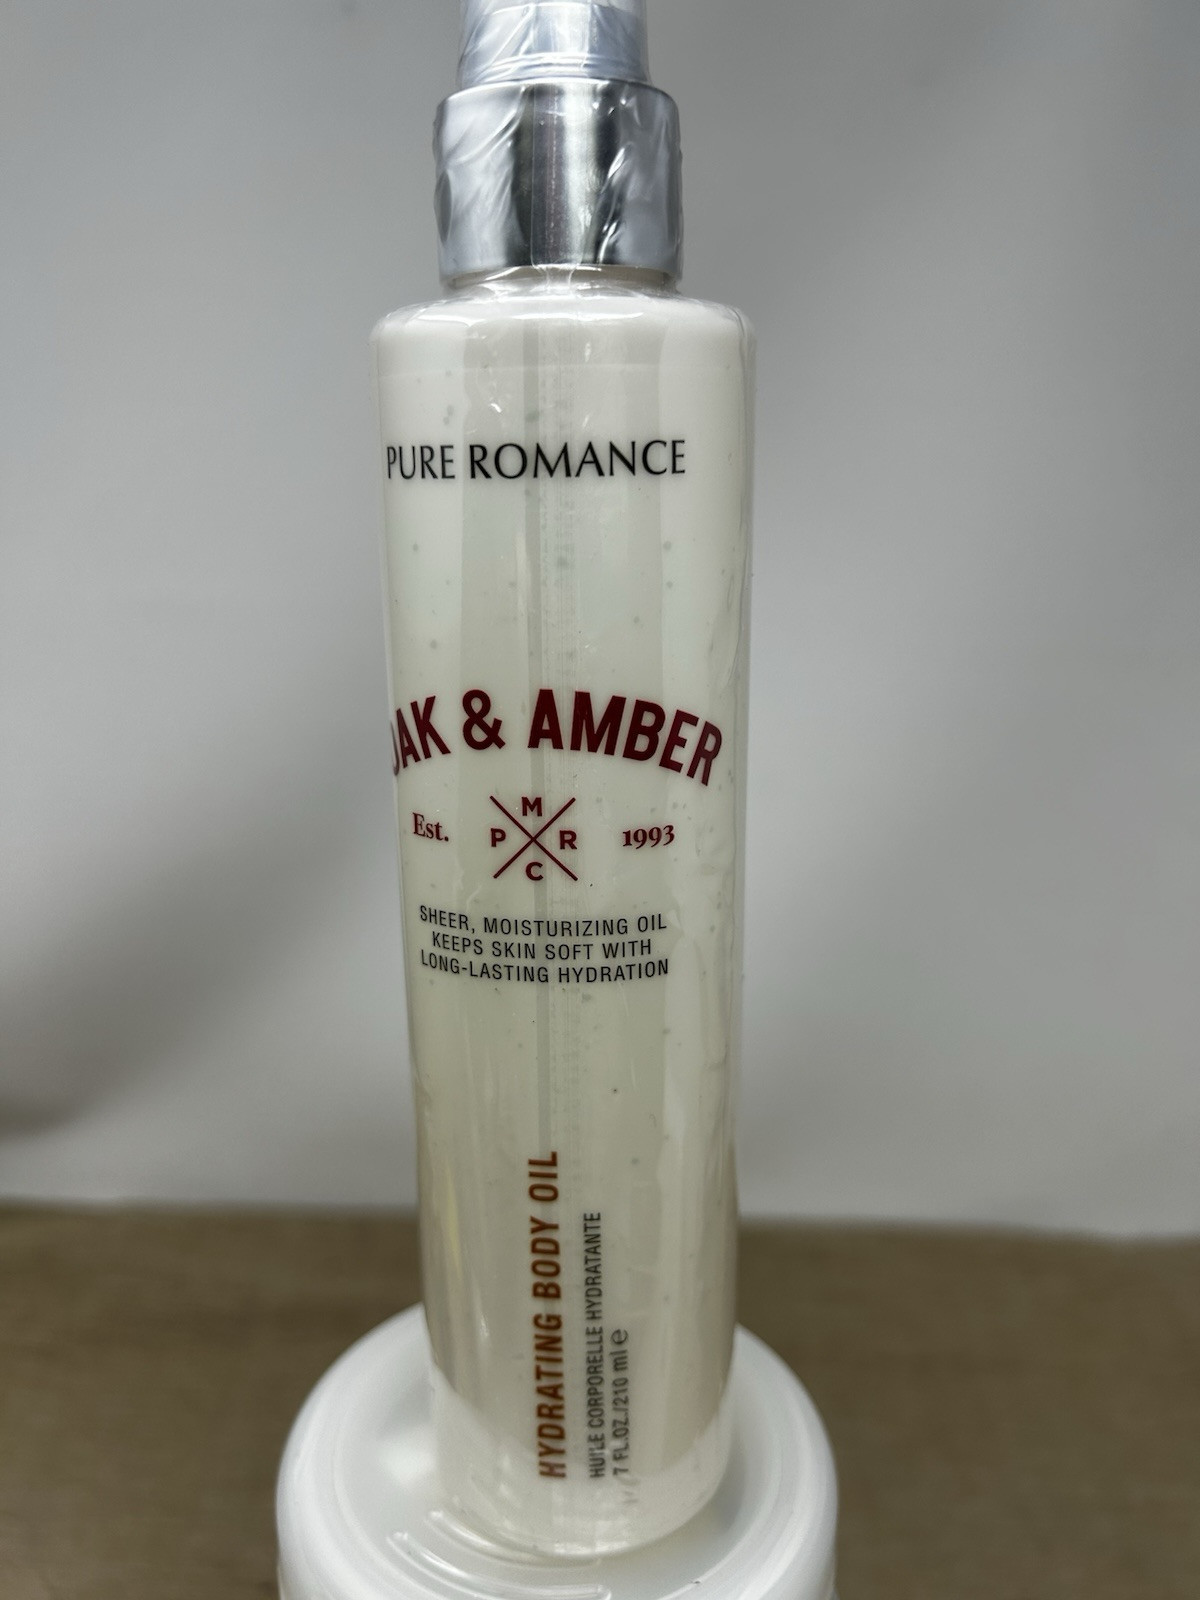 PURE ROMANCE
OAK & AMBER
Est. M P R C 1993
SHEER, MOISTURIZING OIL
KEEPS SKIN SOFT WITH
LONG-LASTING HYDRATION
HYDRATING BODY OIL
HUILE CORPORELLE HYDRATANTE
7 FL.OZ./210 ml e